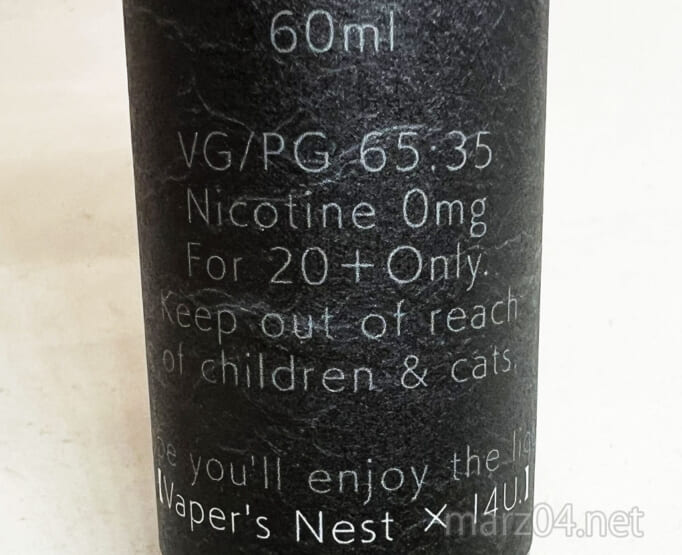 60ml
VG/PG 65:35
Nicotine 0mg
For 20+Only.
Keep out of reach
of children & cats.
you'll enjoy the
【Vaper's Nest × 14U.】
marz04.net